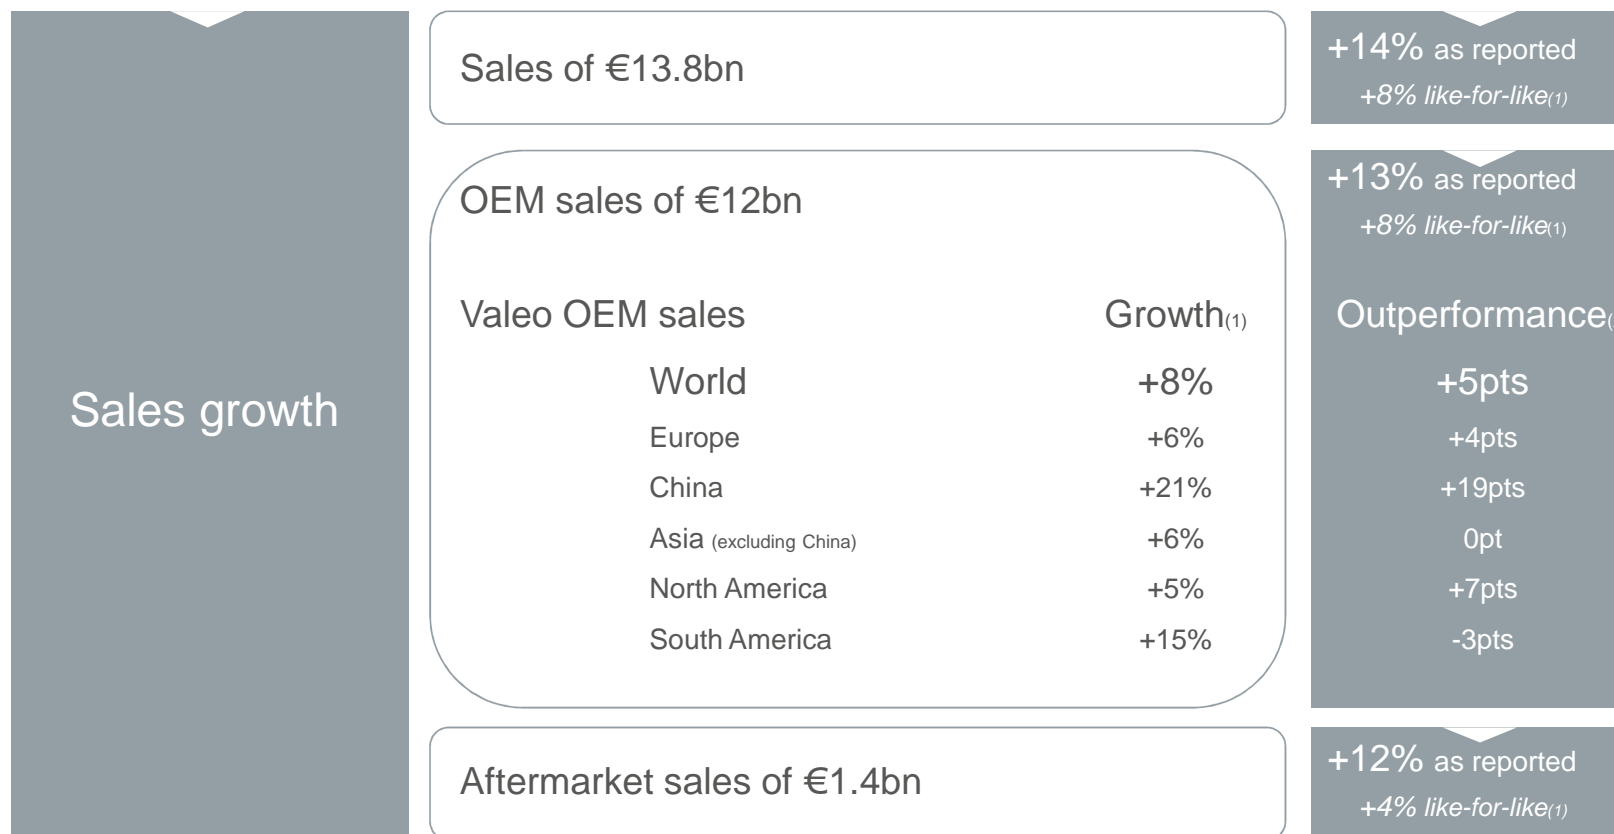 Sales growth
Sales of €13.8bn
+14% as reported
+8% like-for-like(1)
OEM sales of €12bn
+13% as reported
+8% like-for-like(1)
Valeo OEM sales Growth(1) Outperformance
World +8% +5pts
Europe +6% +4pts
China +21% +19pts
Asia (excluding China) +6% 0pt
North America +5% +7pts
South America +15% -3pts
Aftermarket sales of €1.4bn
+12% as reported
+4% like-for-like(1)